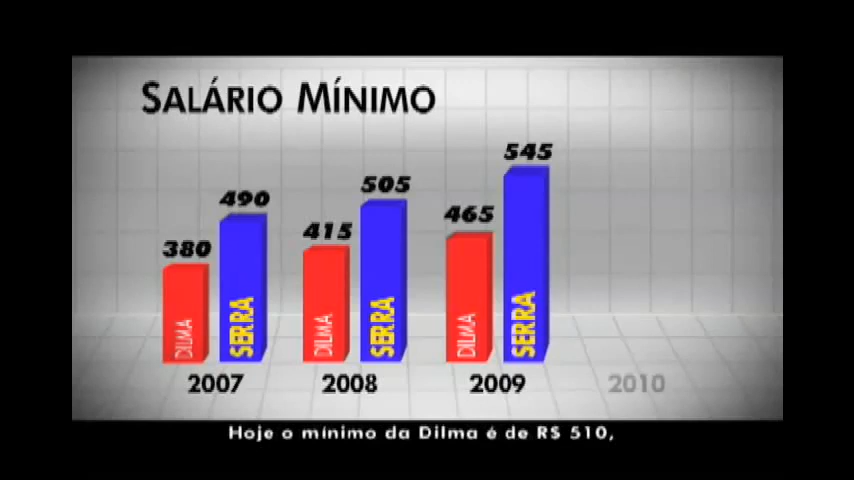 SALÁRIO MÍNIMO
545
490
505
465
415
380
DILMA
SERRA
DILMA
SERRA
DILMA
SERRA
2007
2008
2009
2010
Hoje o mínimo da Dilma é de R$ 510,